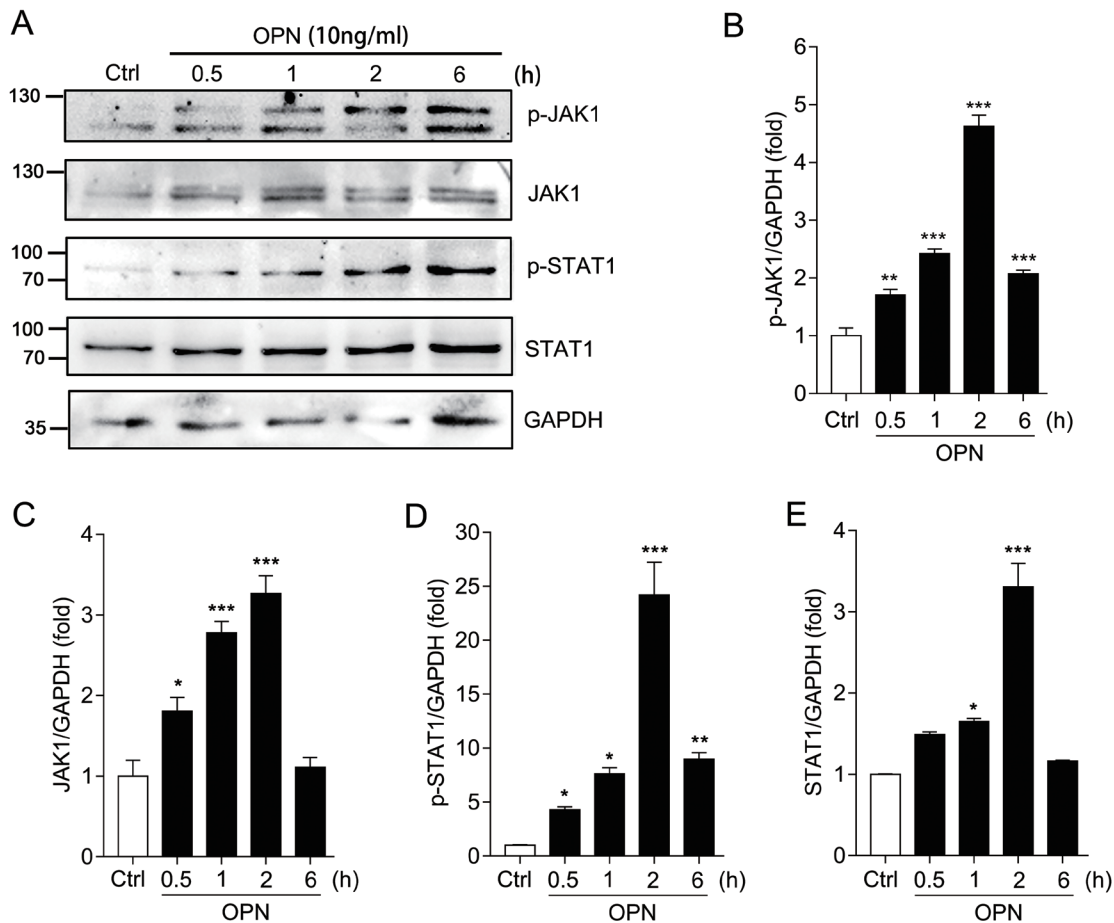 A
OPN (10ng/ml)
Ctrl 0.5 1 2 6 (h)
130
p-JAK1
130
JAK1
100
p-STAT1
70
100
STAT1
70
GAPDH
35
B
p-JAK1/GAPDH (fold)
6
5
4
3
2
1
0
** *** *** ***
Ctrl 0.5 1 2 6 (h)
OPN
C
JAK1/GAPDH (fold)
4
3
2
1
0
* *** ***
Ctrl 0.5 1 2 6 (h)
OPN
D
p-STAT1/GAPDH (fold)
30
25
20
15
10
5
0
* * *** **
Ctrl 0.5 1 2 6 (h)
OPN
E
STAT1/GAPDH (fold)
4
3
2
1
0
* ***
Ctrl 0.5 1 2 6 (h)
OPN